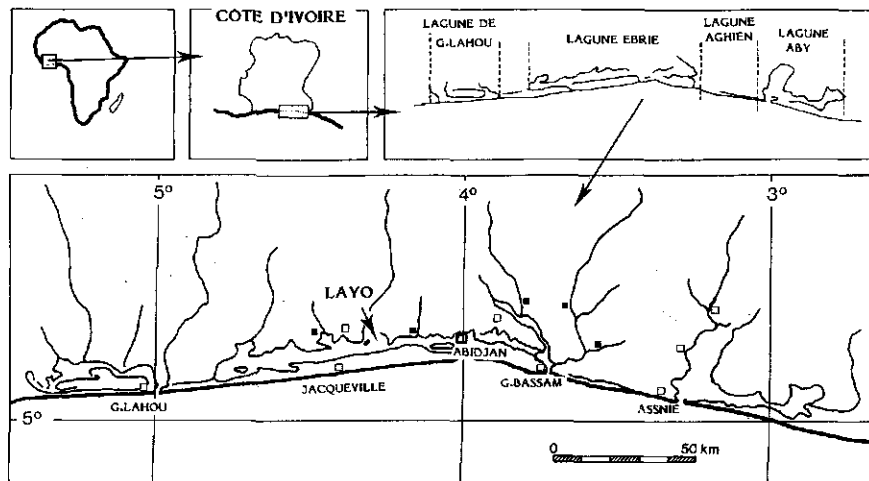 CÔTE D'IVOIRE
LAGUNE DE
G.LAHOU
LAGUNE EBRIE
LAGUNE
AGHIEN
LAGUNE
ABY
5°
4°
3°
LAYO
ABIDJAN
G.LAHOU
JACQUEVILLE
G.BASSAM
ASSNIE
5°
0
50 km